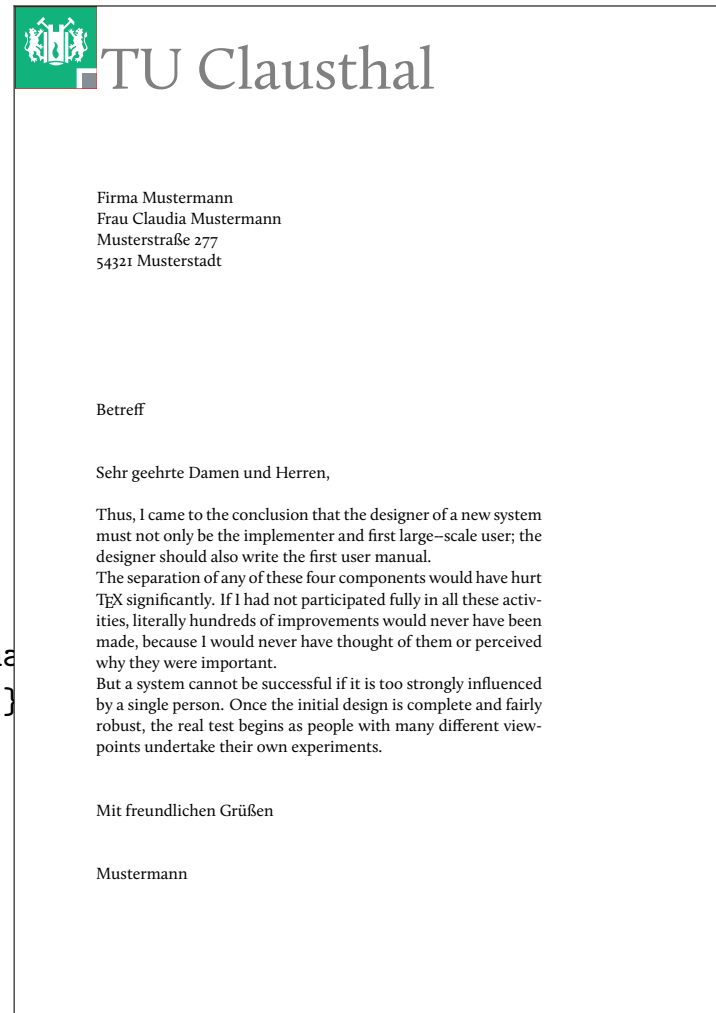 TU Clausthal
Firma Mustermann
Frau Claudia Mustermann
Musterstraße 277
54321 Musterstadt
Betreff
Sehr geehrte Damen und Herren,
Thus, I came to the conclusion that the designer of a new system
must not only be the implementer and first large–scale user; the
designer should also write the first user manual.
The separation of any of these four components would have hurt
TEX significantly. If I had not participated fully in all these activ-
ities, literally hundreds of improvements would never have been
made, because I would never have thought of them or perceived
why they were important.
But a system cannot be successful if it is too strongly influenced
by a single person. Once the initial design is complete and fairly
robust, the real test begins as people with many different view-
points undertake their own experiments.
}
Mit freundlichen Grüßen
Mustermann